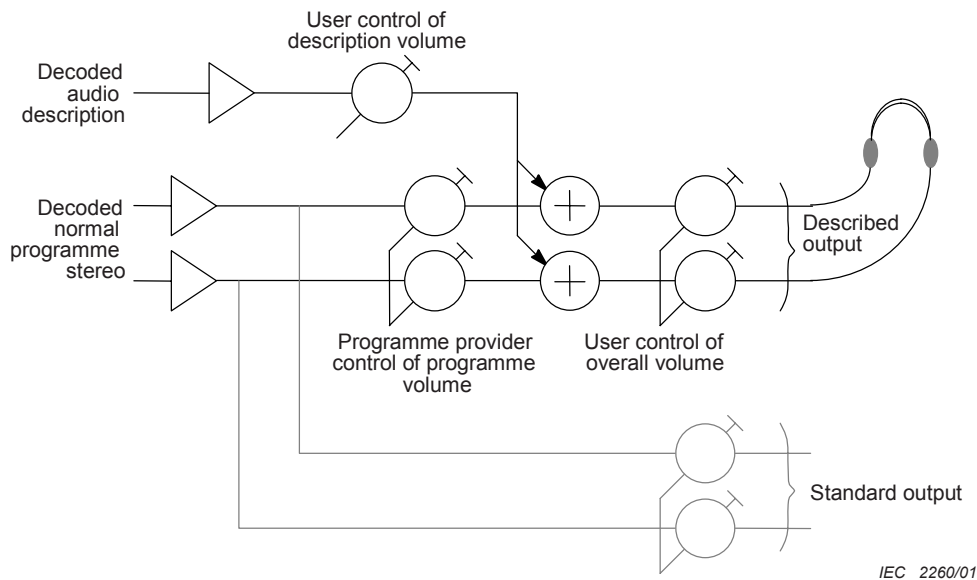 User control of
description volume
Decoded
audio
description
Decoded
normal
programme
stereo
Described
output
Programme provider
control of programme
volume
User control of
overall volume
Standard output
IEC 2260/01